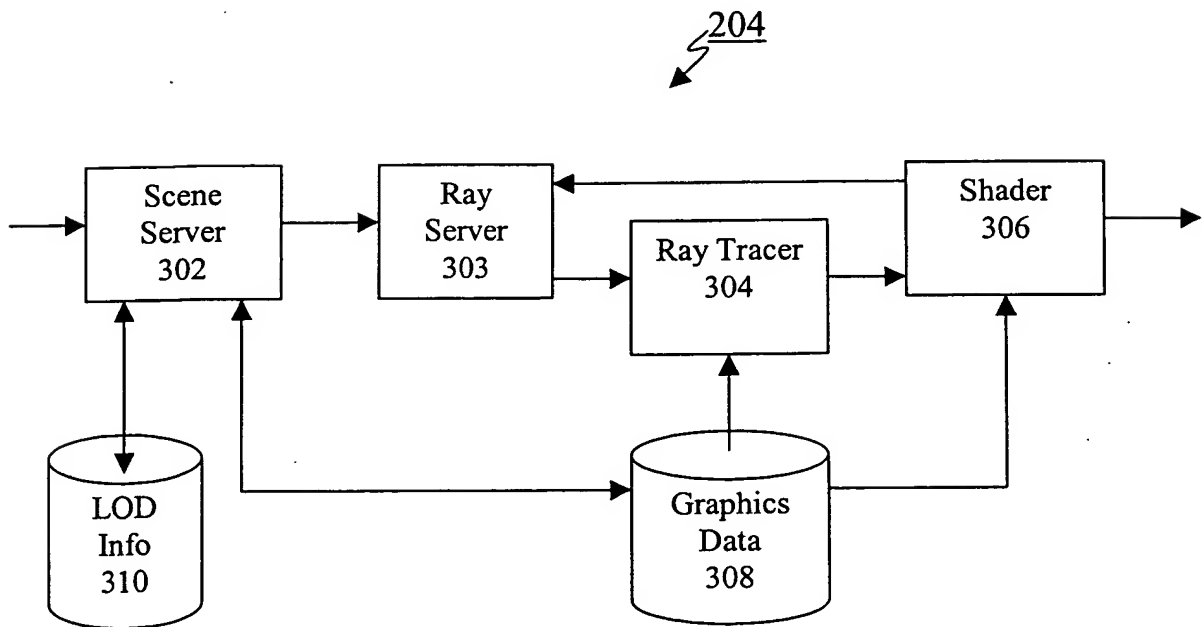 204
Scene
Server
302
Ray
Server
303
Ray Tracer
304
Shader
306
LOD
Info
310
Graphics
Data
308